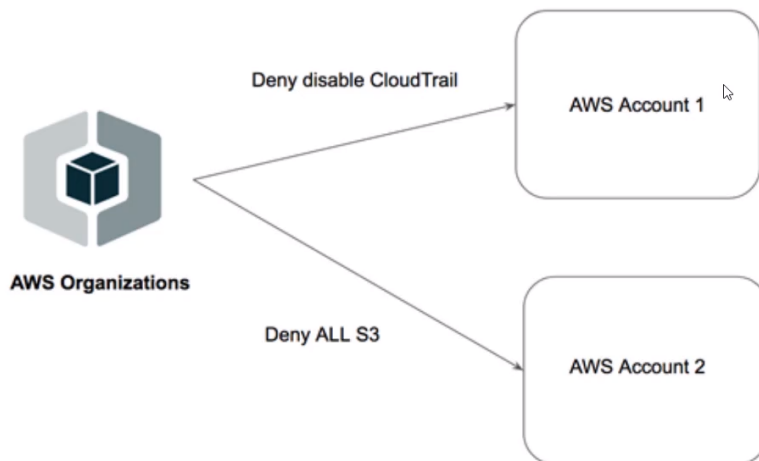 Deny disable CloudTrail
AWS Account 1
AWS Organizations
Deny ALL S3
AWS Account 2